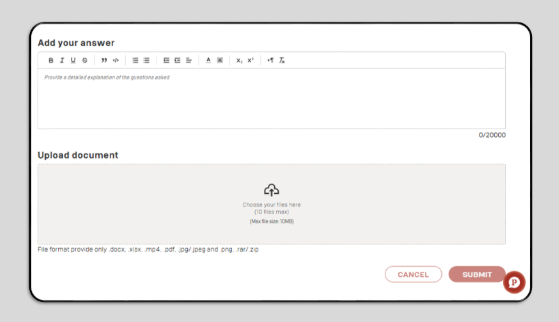 Add your answer
B I U S ” </> X₂ X²
Provide a detailed explanation of the questions asked
0/20000
Upload document
Choose your files here
(10 files max)
(Max file size 10MB)
File format provide only .docx, .xlsx, .mp4, .pdf, .jpg/.jpeg and .png, .rar/.zip
CANCEL SUBMIT
P